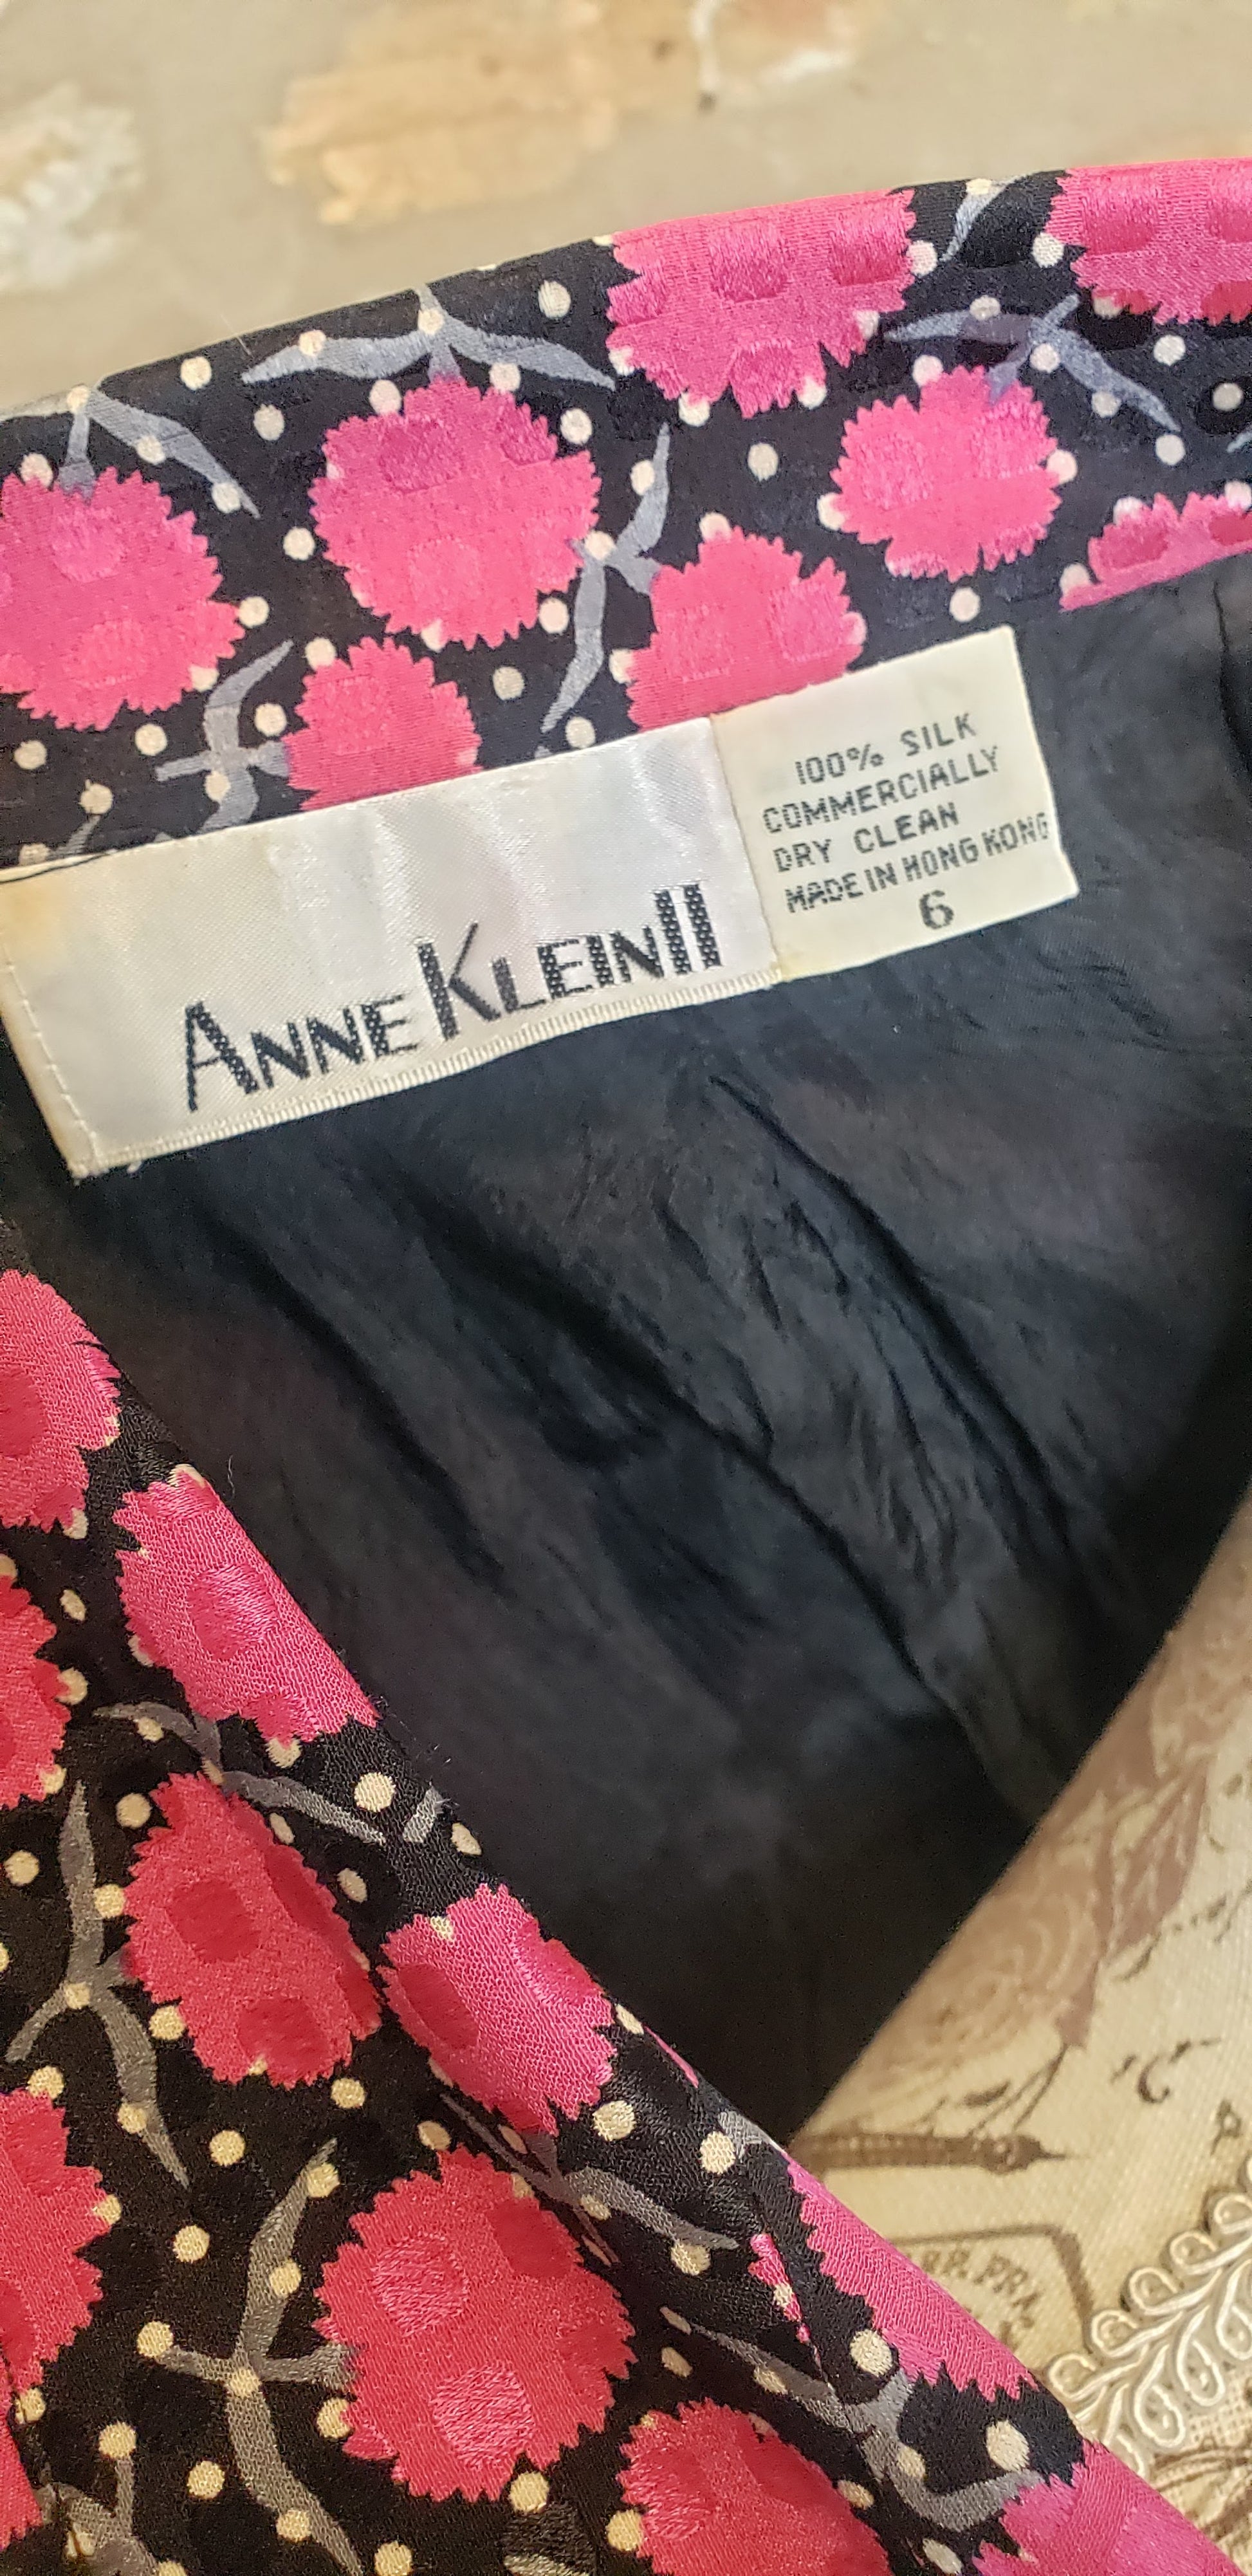 100% SILK
COMMERCIALLY
DRY CLEAN
MADE IN HONG KONG
6
ANNE KLEIN II